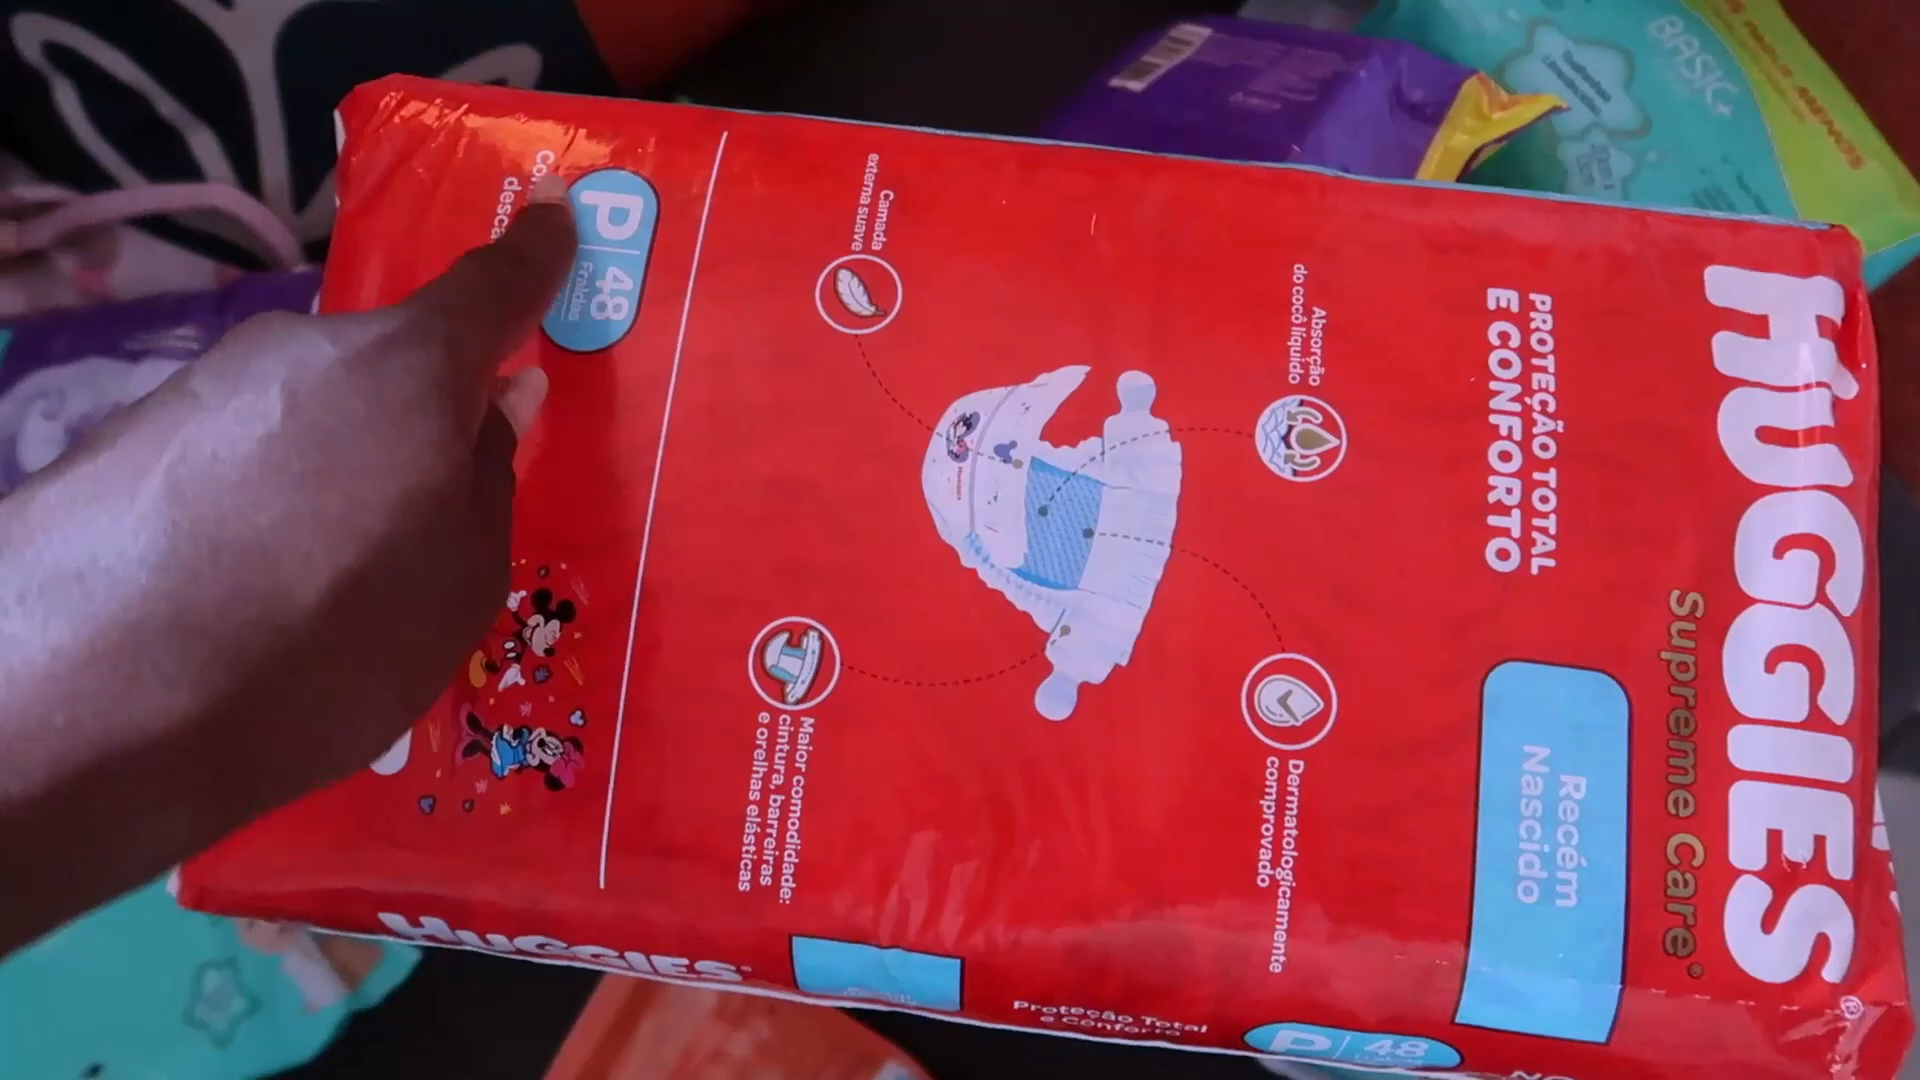 HUGGIES®
Supreme Care®
Recém
Nascido
PROTEÇÃO TOTAL
E CONFORTO
Absorção
do cocô líquido
Dermatologicamente
comprovado
Camada
externa suave
Maior comodidade:
cintura, barreiras
e orelhas elásticas
P | 48
Fraldas
HUGGIES®
Proteção Total
e Conforto
P | 48
BASIC+